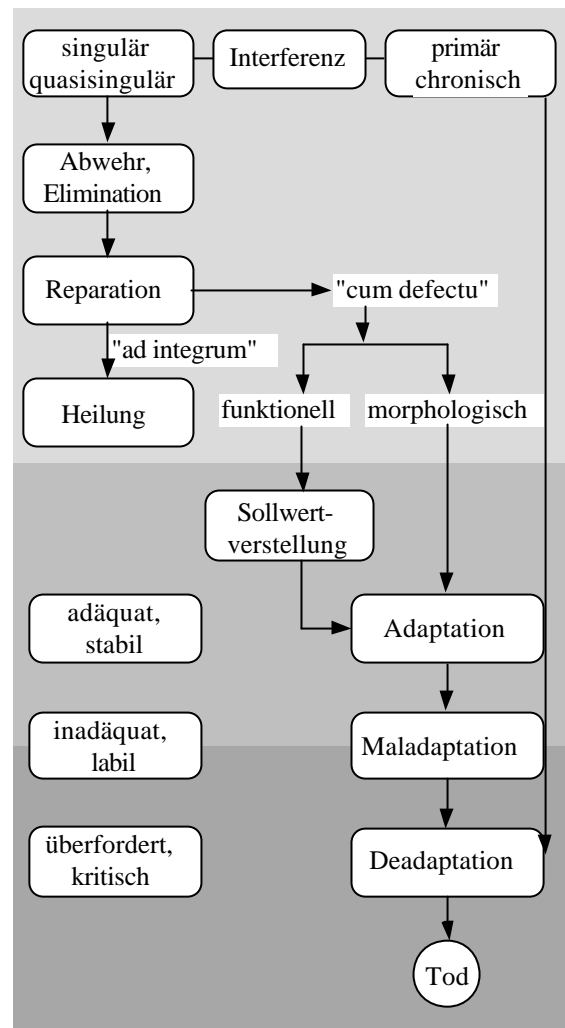 singulär
quasisingulär
Interferenz
primär
chronisch
Abwehr,
Elimination
Reparation
"cum defectu"
"ad integrum"
Heilung
funktionell
morphologisch
Sollwert-
verstellung
adäquat,
stabil
Adaptation
inadäquat,
labil
Maladaptation
überfordert,
kritisch
Deadaptation
Tod